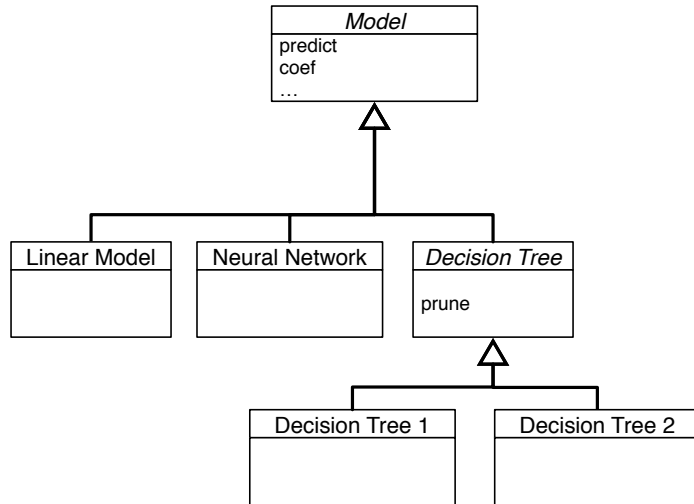 Model
predict
coef
…
Linear Model
Neural Network
Decision Tree
prune
Decision Tree 1
Decision Tree 2